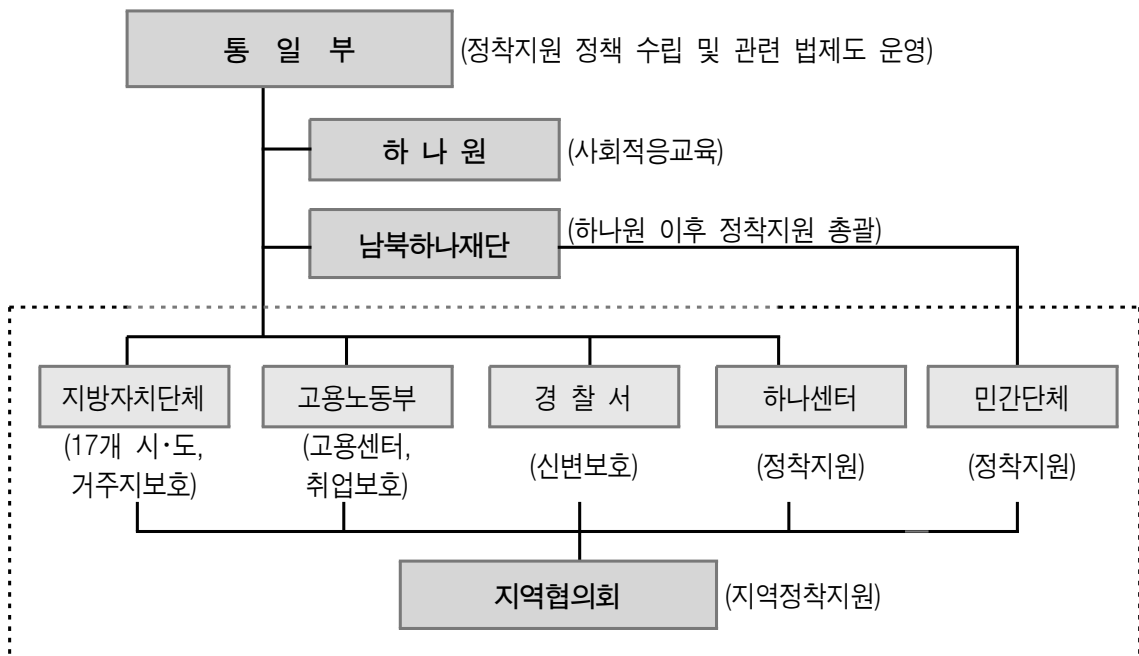 통 일 부 (정착지원 정책 수립 및 관련 법제도 운영)
하 나 원 (사회적응교육)
남북하나재단 (하나원 이후 정착지원 총괄)
지방자치단체 고용노동부 경 찰 서 하나센터 민간단체
(17개 시·도, (고용센터,
거주지보호) 취업보호) (신변보호) (정착지원) (정착지원)
지역협의회 (지역정착지원)